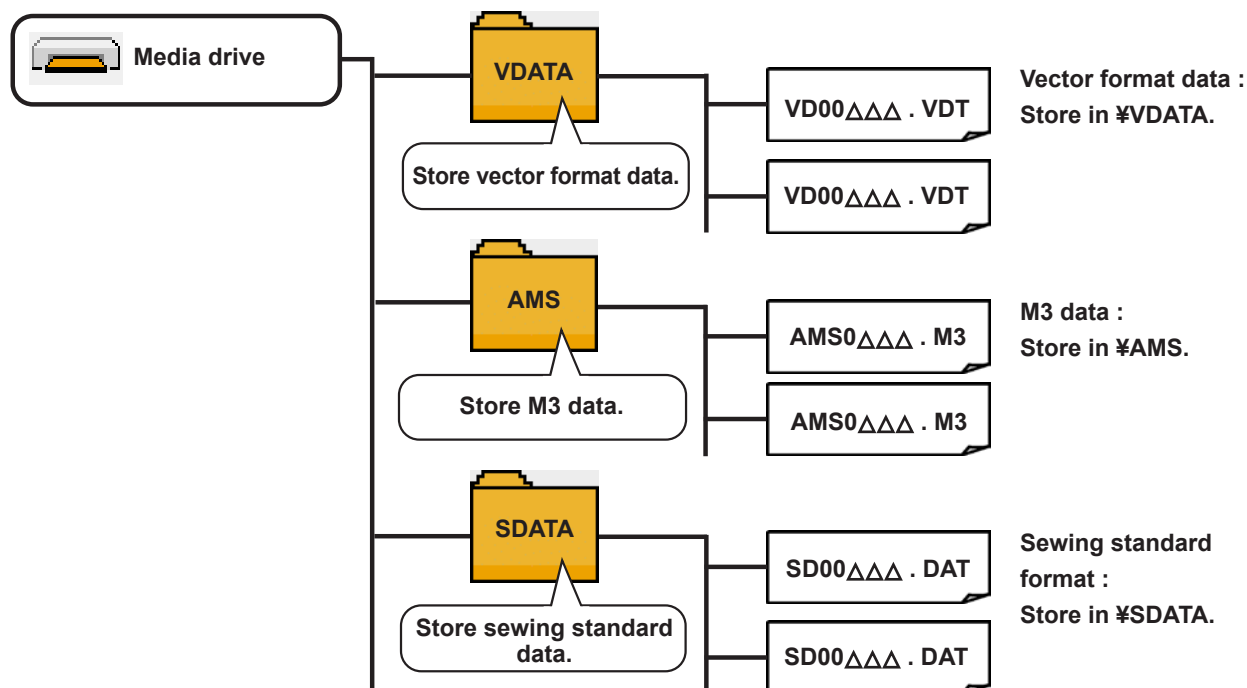 Media drive
VDATA
Store vector format data.
VD00△△△ . VDT
VD00△△△ . VDT
Vector format data :
Store in ¥VDATA.
AMS
Store M3 data.
AMS0△△△ . M3
AMS0△△△ . M3
M3 data :
Store in ¥AMS.
SDATA
Store sewing standard
data.
SD00△△△ . DAT
SD00△△△ . DAT
Sewing standard
format :
Store in ¥SDATA.